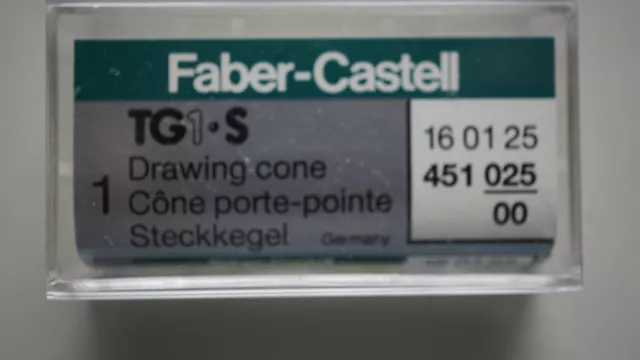 Faber-Castell
TG1·S
1
Drawing cone
Cône porte-pointe
Steckkegel
Germany
16 01 25
451 025
00